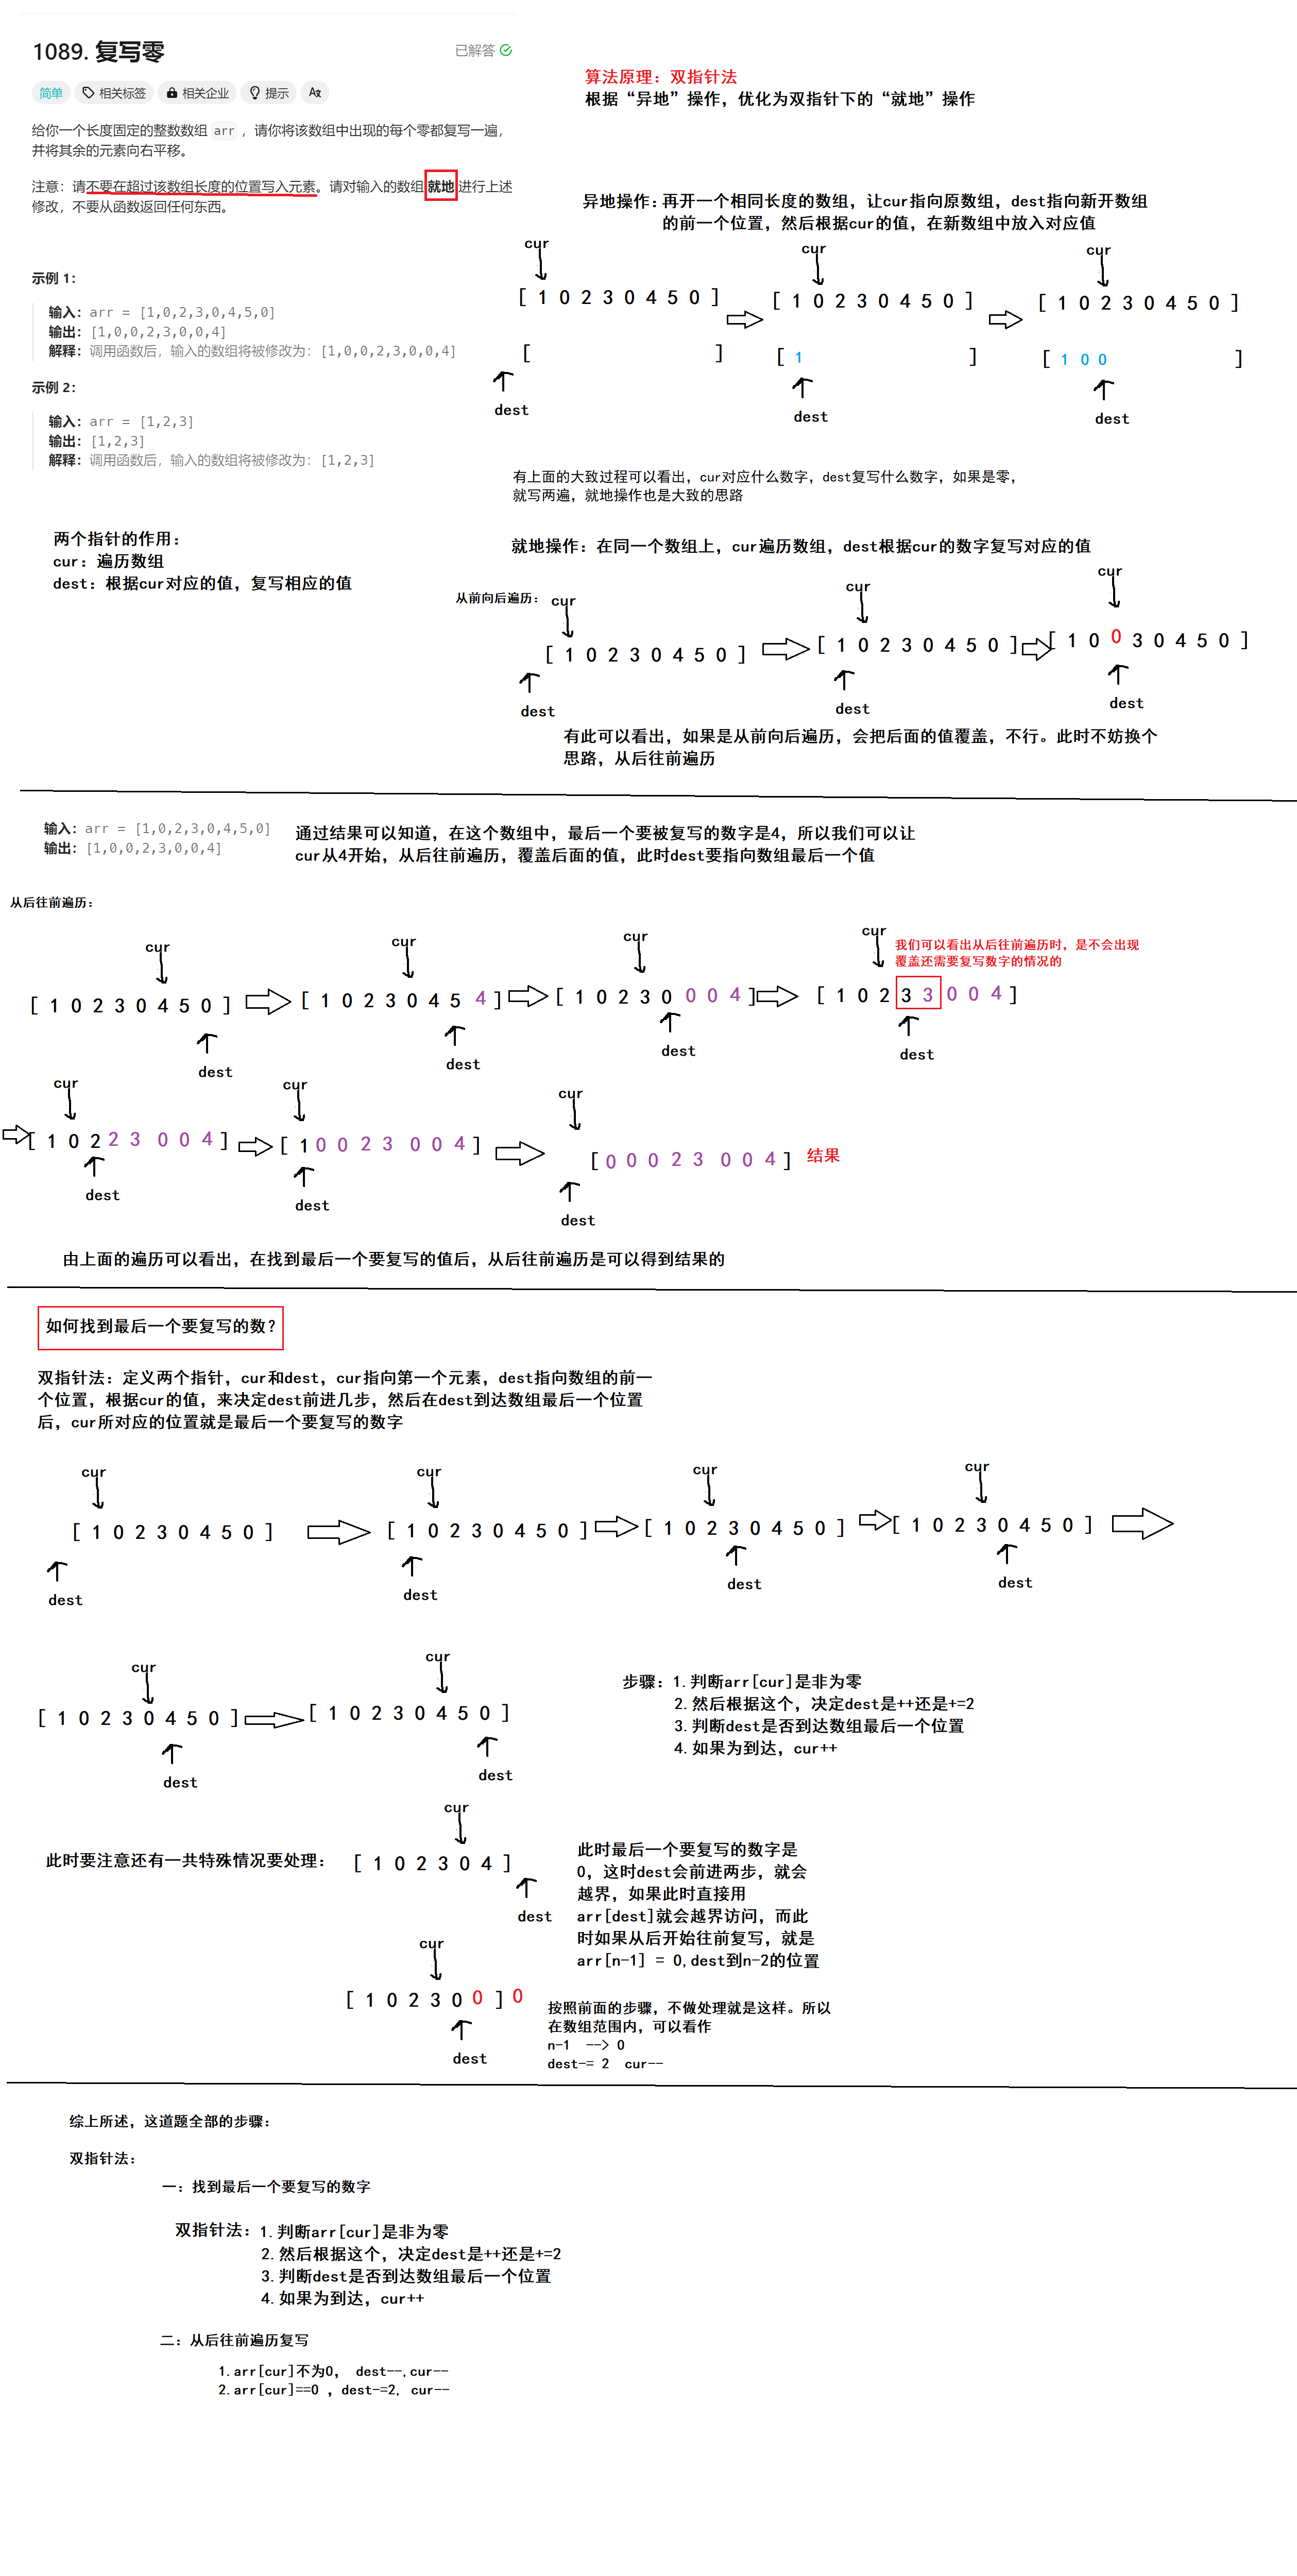 1089. 复写零
已解答
简单 相关标签 相关企业 提示
给你一个长度固定的整数数组 arr ，请你将该数组中出现的每个零都复写一遍，
并将其余的元素向右平移。
注意：请不要在超过该数组长度的位置写入元素。请对输入的数组就地进行上述
修改，不要从函数返回任何东西。
示例 1：
输入：arr = [1,0,2,3,0,4,5,0]
输出：[1,0,0,2,3,0,0,4]
解释：调用函数后，输入的数组将被修改为：[1,0,0,2,3,0,0,4]
示例 2：
输入：arr = [1,2,3]
输出：[1,2,3]
解释：调用函数后，输入的数组将被修改为：[1,2,3]
两个指针的作用：
cur：遍历数组
dest：根据cur对应的值，复写相应的值
算法原理：双指针法
根据“异地”操作，优化为双指针下的“就地”操作
异地操作：再开一个相同长度的数组，让cur指向原数组，dest指向新开数组
的前一个位置，然后根据cur的值，在新数组中放入对应值
cur cur cur
[ 1 0 2 3 0 4 5 0 ] [ 1 0 2 3 0 4 5 0 ] [ 1 0 2 3 0 4 5 0 ]
[ ] [ 1 ] [ 1 0 0 ]
dest dest dest
有上面的大致过程可以看出，cur对应什么数字，dest复写什么数字，如果是零，
就写两遍，就地操作也是大致的思路
就地操作：在同一个数组上，cur遍历数组，dest根据cur的数字复写对应的值
从前向后遍历： cur cur cur
[ 1 0 2 3 0 4 5 0 ] [ 1 0 2 3 0 4 5 0 ] [ 1 0 0 3 0 4 5 0 ]
dest dest dest
有此可以看出，如果是从前向后遍历，会把后面的值覆盖，不行。此时不妨换个
思路，从后往前遍历
输入：arr = [1,0,2,3,0,4,5,0]
输出：[1,0,0,2,3,0,0,4]
通过结果可以知道，在这个数组中，最后一个要被复写的数字是4，所以我们可以让
cur从4开始，从后往前遍历，覆盖后面的值，此时dest要指向数组最后一个值
从后往前遍历：
cur cur cur cur
我们可以看出从后往前遍历时，是不会出现
覆盖还需要复写数字的情况的
[ 1 0 2 3 0 4 5 0 ] [ 1 0 2 3 0 4 5 4 ] [ 1 0 2 3 0 0 0 4 ] [ 1 0 2 3 3 0 0 4 ]
dest dest dest dest
cur cur cur
[ 1 0 2 2 3 0 0 4 ] [ 1 0 0 2 3 0 0 4 ] [ 0 0 0 2 3 0 0 4 ] 结果
dest dest dest
由上面的遍历可以看出，在找到最后一个要复写的值后，从后往前遍历是可以得到结果的
如何找到最后一个要复写的数？
双指针法：定义两个指针，cur和dest，cur指向第一个元素，dest指向数组的前一
个位置，根据cur的值，来决定dest前进几步，然后在dest到达数组最后一个位置
后，cur所对应的位置就是最后一个要复写的数字
cur cur cur cur
[ 1 0 2 3 0 4 5 0 ] [ 1 0 2 3 0 4 5 0 ] [ 1 0 2 3 0 4 5 0 ] [ 1 0 2 3 0 4 5 0 ]
dest dest dest dest
cur cur
[ 1 0 2 3 0 4 5 0 ] [ 1 0 2 3 0 4 5 0 ]
dest dest
步骤：1.判断arr[cur]是非为零
2.然后根据这个，决定dest是++还是+=2
3.判断dest是否到达数组最后一个位置
4.如果为到达，cur++
此时要注意还有一共特殊情况要处理：
cur
[ 1 0 2 3 0 4 ]
dest
此时最后一个要复写的数字是
0，这时dest会前进两步，就会
越界，如果此时直接用
arr[dest]就会越界访问，而此
时如果从后开始往前复写，就是
arr[n-1] = 0,dest到n-2的位置
cur
[ 1 0 2 3 0 0 ] 0
dest
按照前面的步骤，不做处理就是这样。所以
在数组范围内，可以看作
n-1 --> 0
dest-= 2 cur--
综上所述，这道题全部的步骤：
双指针法：
一：找到最后一个要复写的数字
双指针法：1.判断arr[cur]是非为零
2.然后根据这个，决定dest是++还是+=2
3.判断dest是否到达数组最后一个位置
4.如果为到达，cur++
二：从后往前遍历复写
1.arr[cur]不为0， dest--,cur--
2.arr[cur]==0 ，dest-=2, cur--